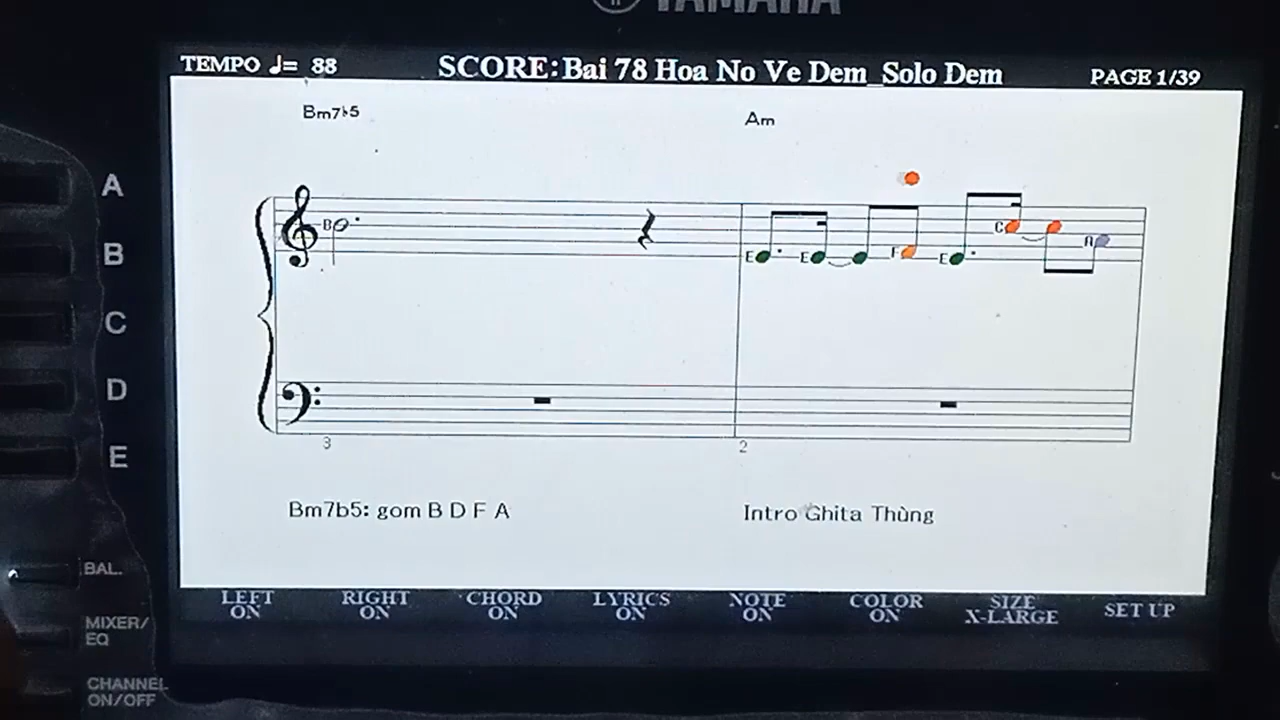 YAMAHA
TEMPO ♩= 88 SCORE:Bai 78 Hoa No Ve Dem_Solo Dem PAGE 1/39
Bm7♭5 Am
A
B
C
D
E
B E E F E C A
3 2
Bm7b5: gom B D F A Intro Ghita Thùng
BAL.
MIXER/
EQ
CHANNEL
ON/OFF
LEFT RIGHT CHORD LYRICS NOTE COLOR SIZE SET UP
ON ON ON ON ON ON X-LARGE